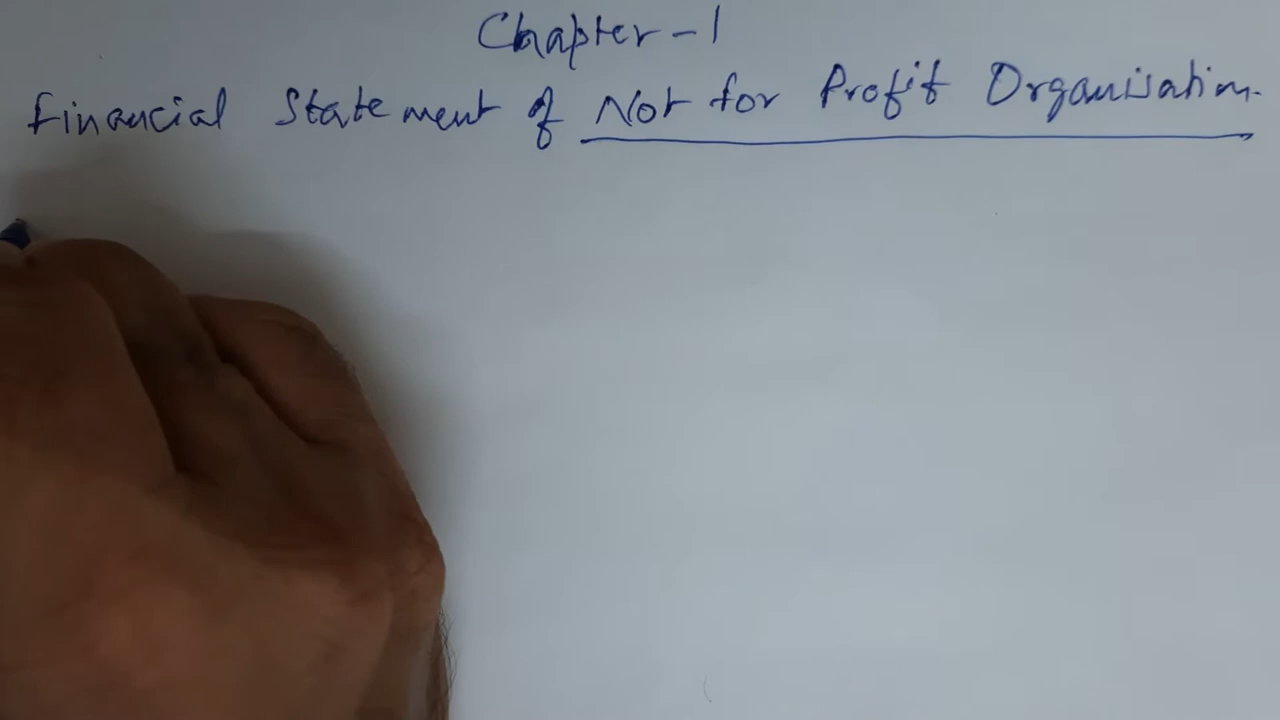 Chapter - 1
Financial Statement of Not for Profit Organisation.